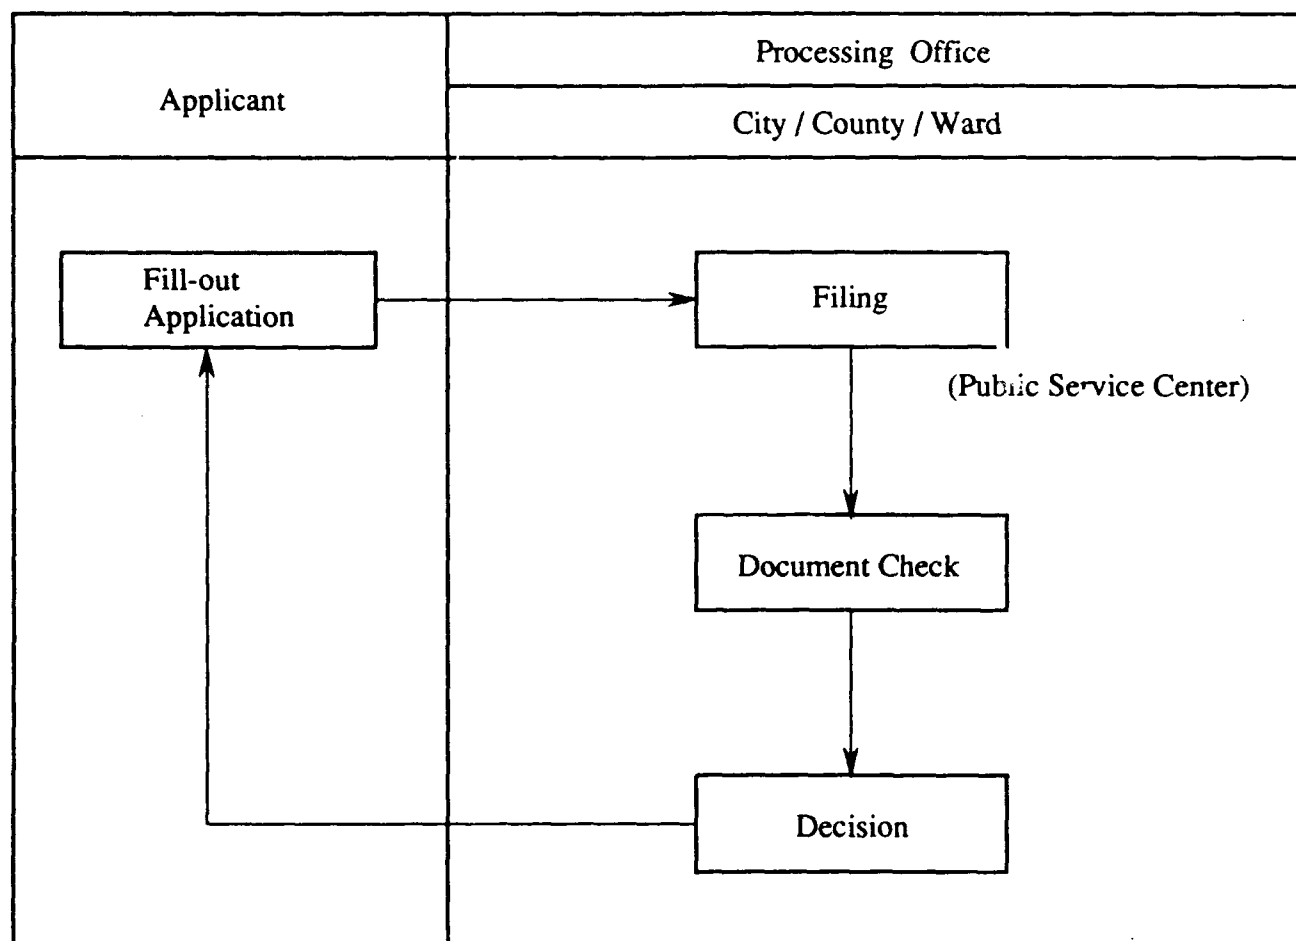 Processing Office
Applicant
City / County / Ward
Fill-out
Application
Filing
(Public Service Center)
Document Check
Decision